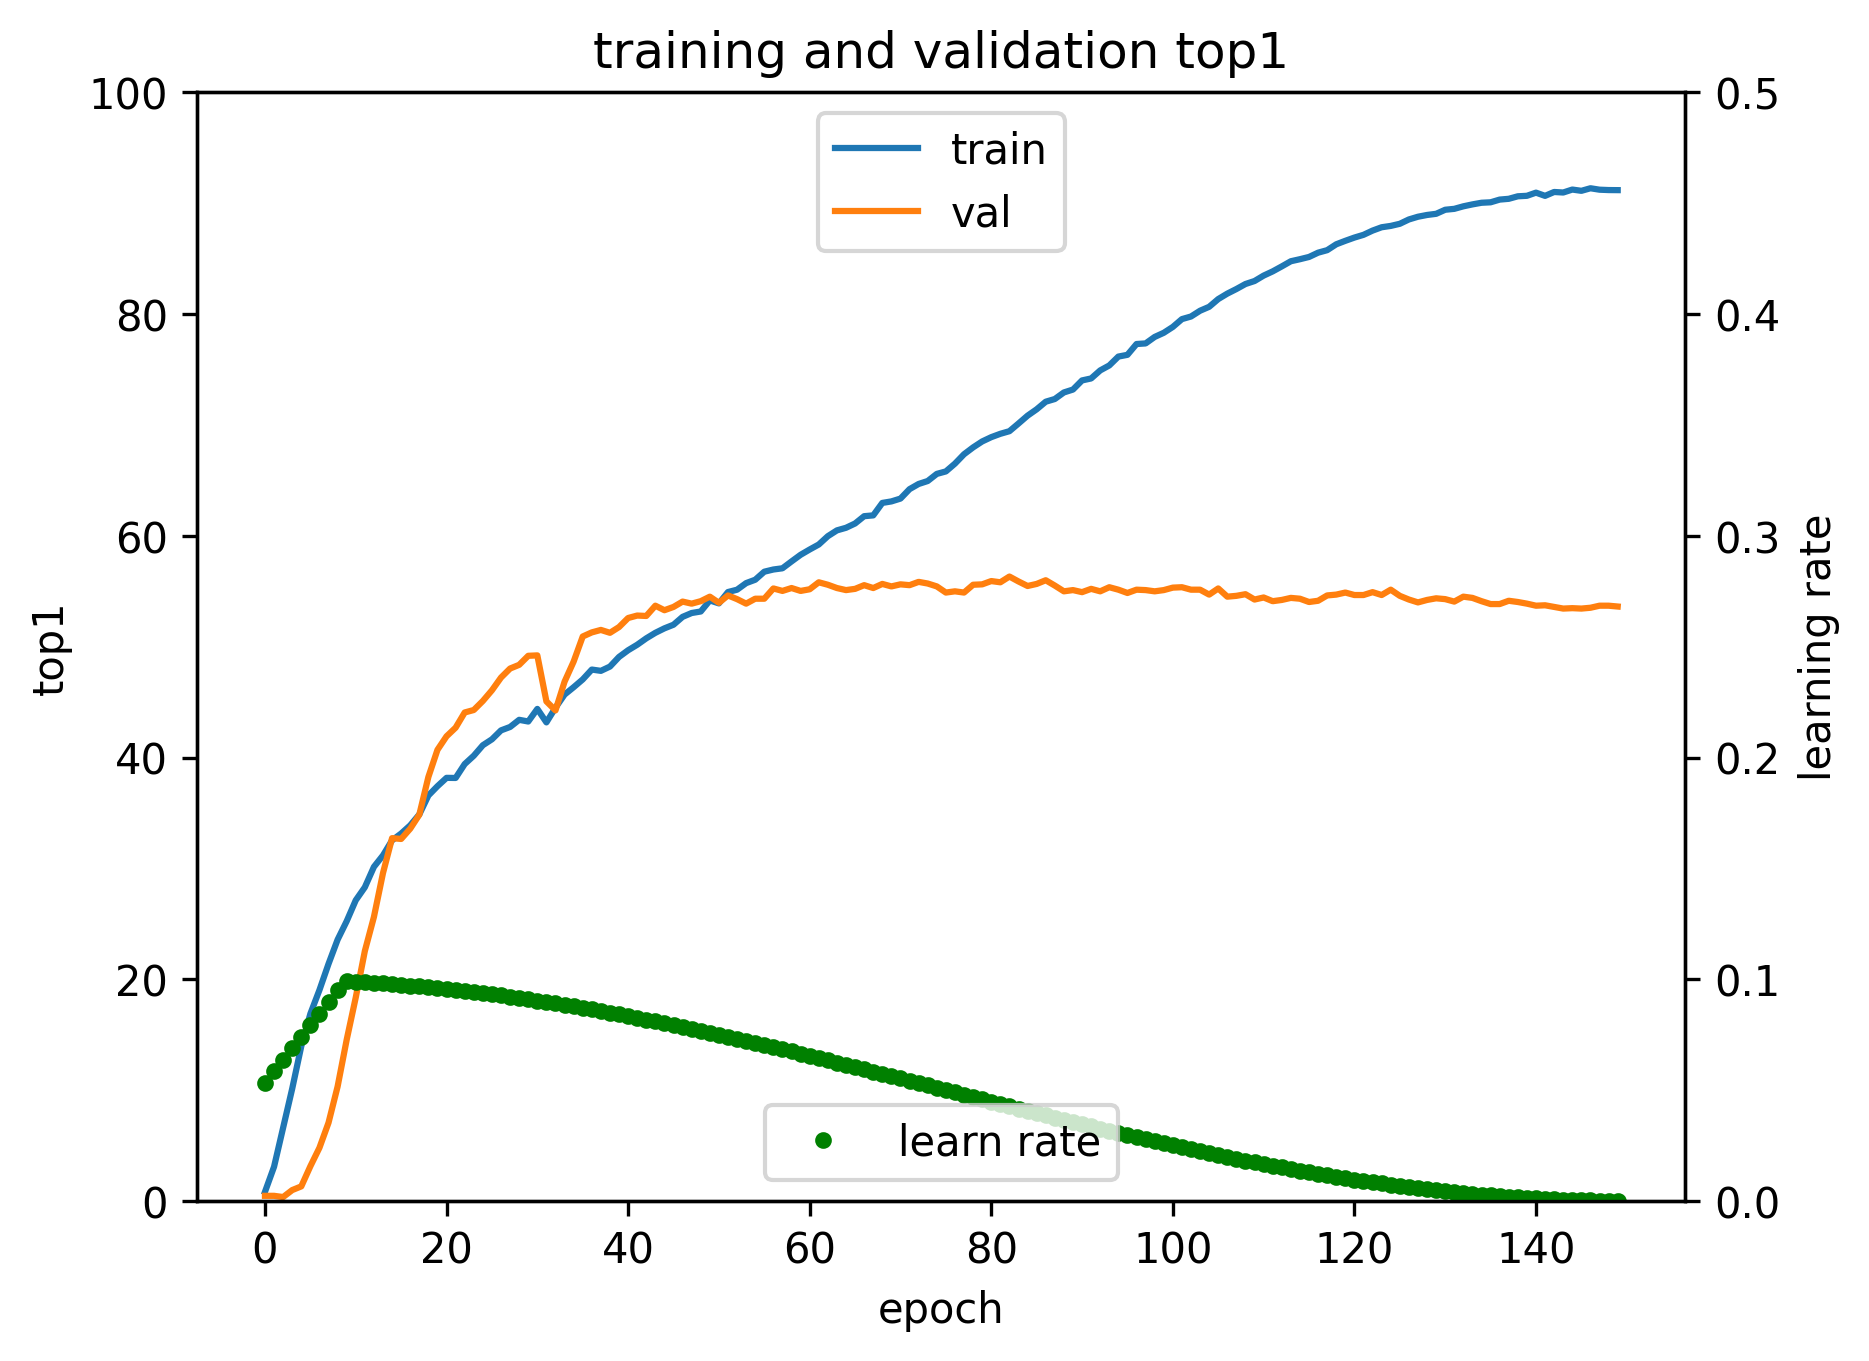 training and validation top1
train
val
learn rate
100
80
60
40
20
0
top1
0.5
0.4
0.3
0.2
0.1
0.0
learning rate
0 20 40 60 80 100 120 140
epoch